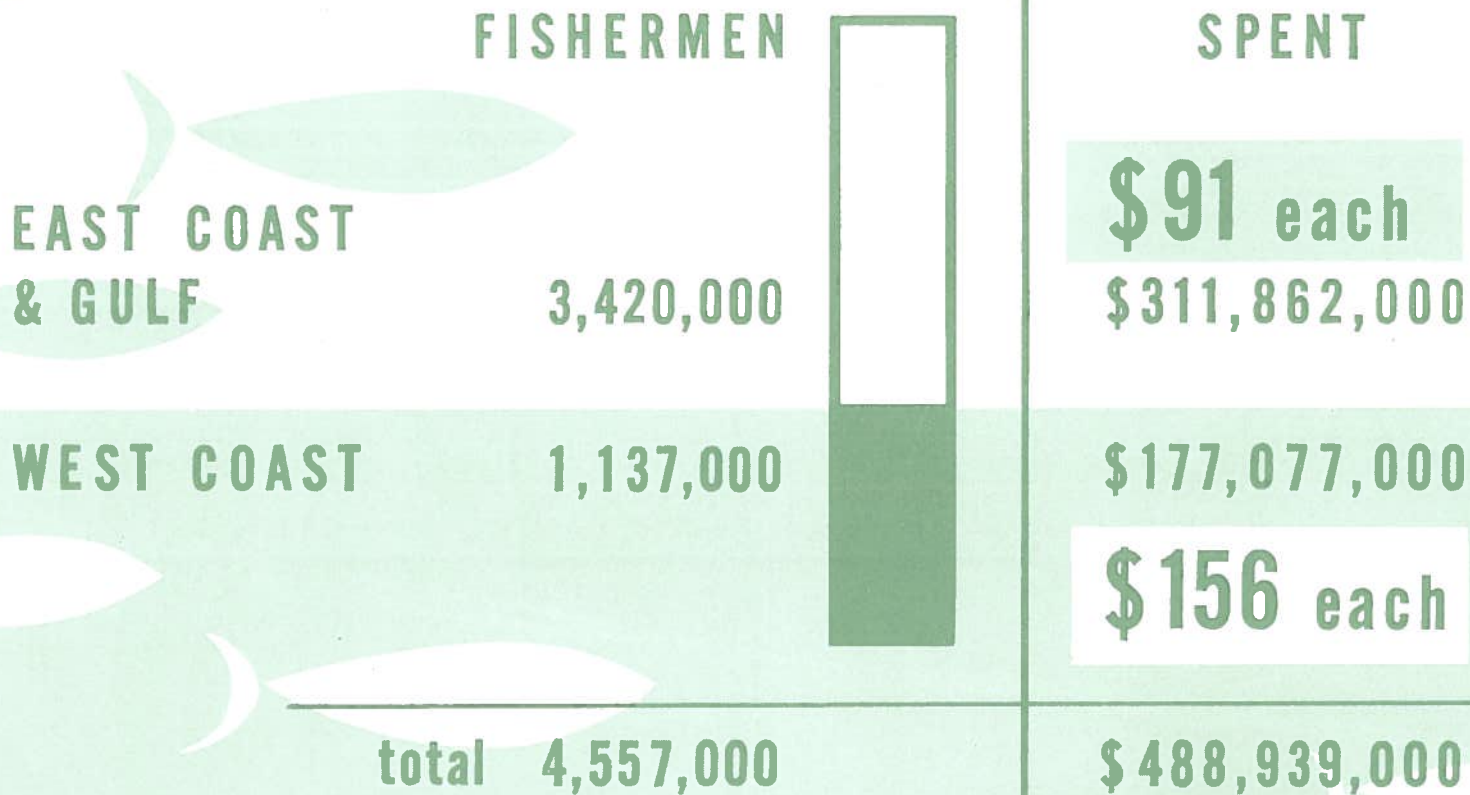 FISHERMEN SPENT
$91 each
EAST COAST
& GULF 3,420,000 $311,862,000
WEST COAST 1,137,000 $177,077,000
$156 each
total 4,557,000 $488,939,000